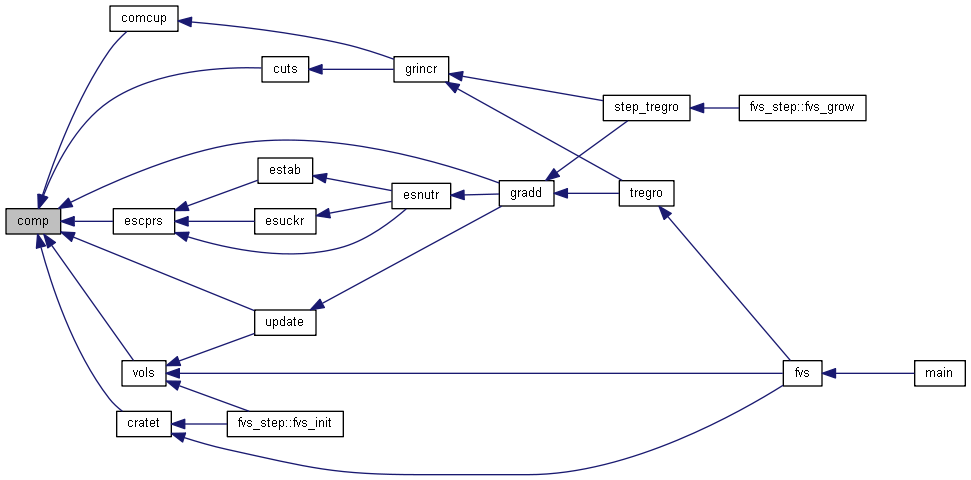 comcup
cuts
grincr
step_tregro
fvs_step::fvs_grow
estab
esnutr
gradd
tregro
comp
escprs
esuckr
update
vols
fvs
main
cratet
fvs_step::fvs_init